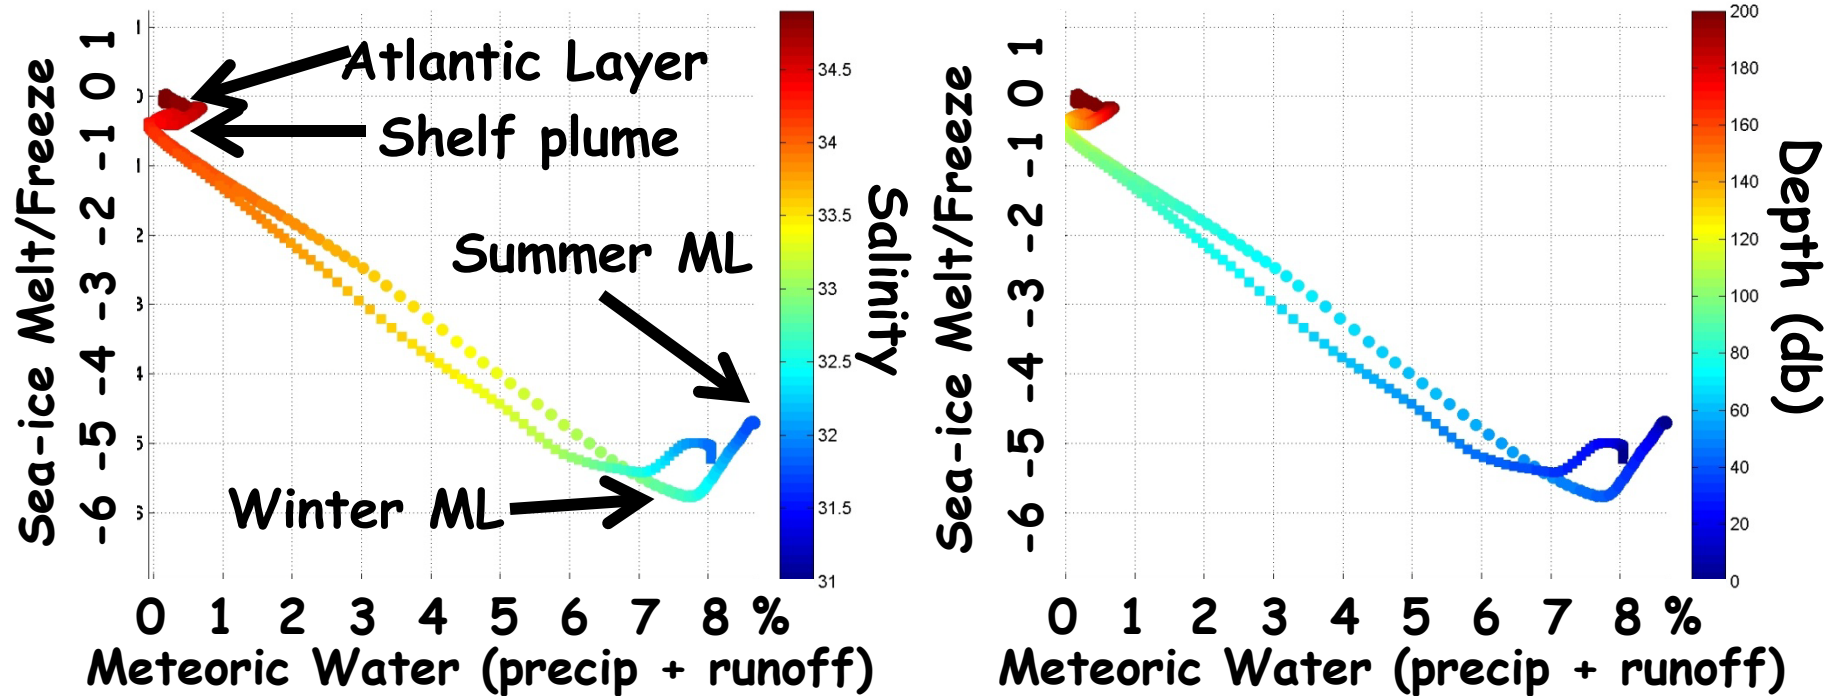 Atlantic Layer
Shelf plume
Summer ML
Winter ML
Sea-ice Melt/Freeze
1
0
-1
-2
-3
-4
-5
-6
0 1 2 3 4 5 6 7 8 %
Meteoric Water (precip + runoff)
34.5
34
33.5
33
32.5
32
31.5
31
Salinity
Sea-ice Melt/Freeze
1
0
-1
-2
-3
-4
-5
-6
0 1 2 3 4 5 6 7 8 %
Meteoric Water (precip + runoff)
200
180
160
140
120
100
80
60
40
20
0
Depth (db)